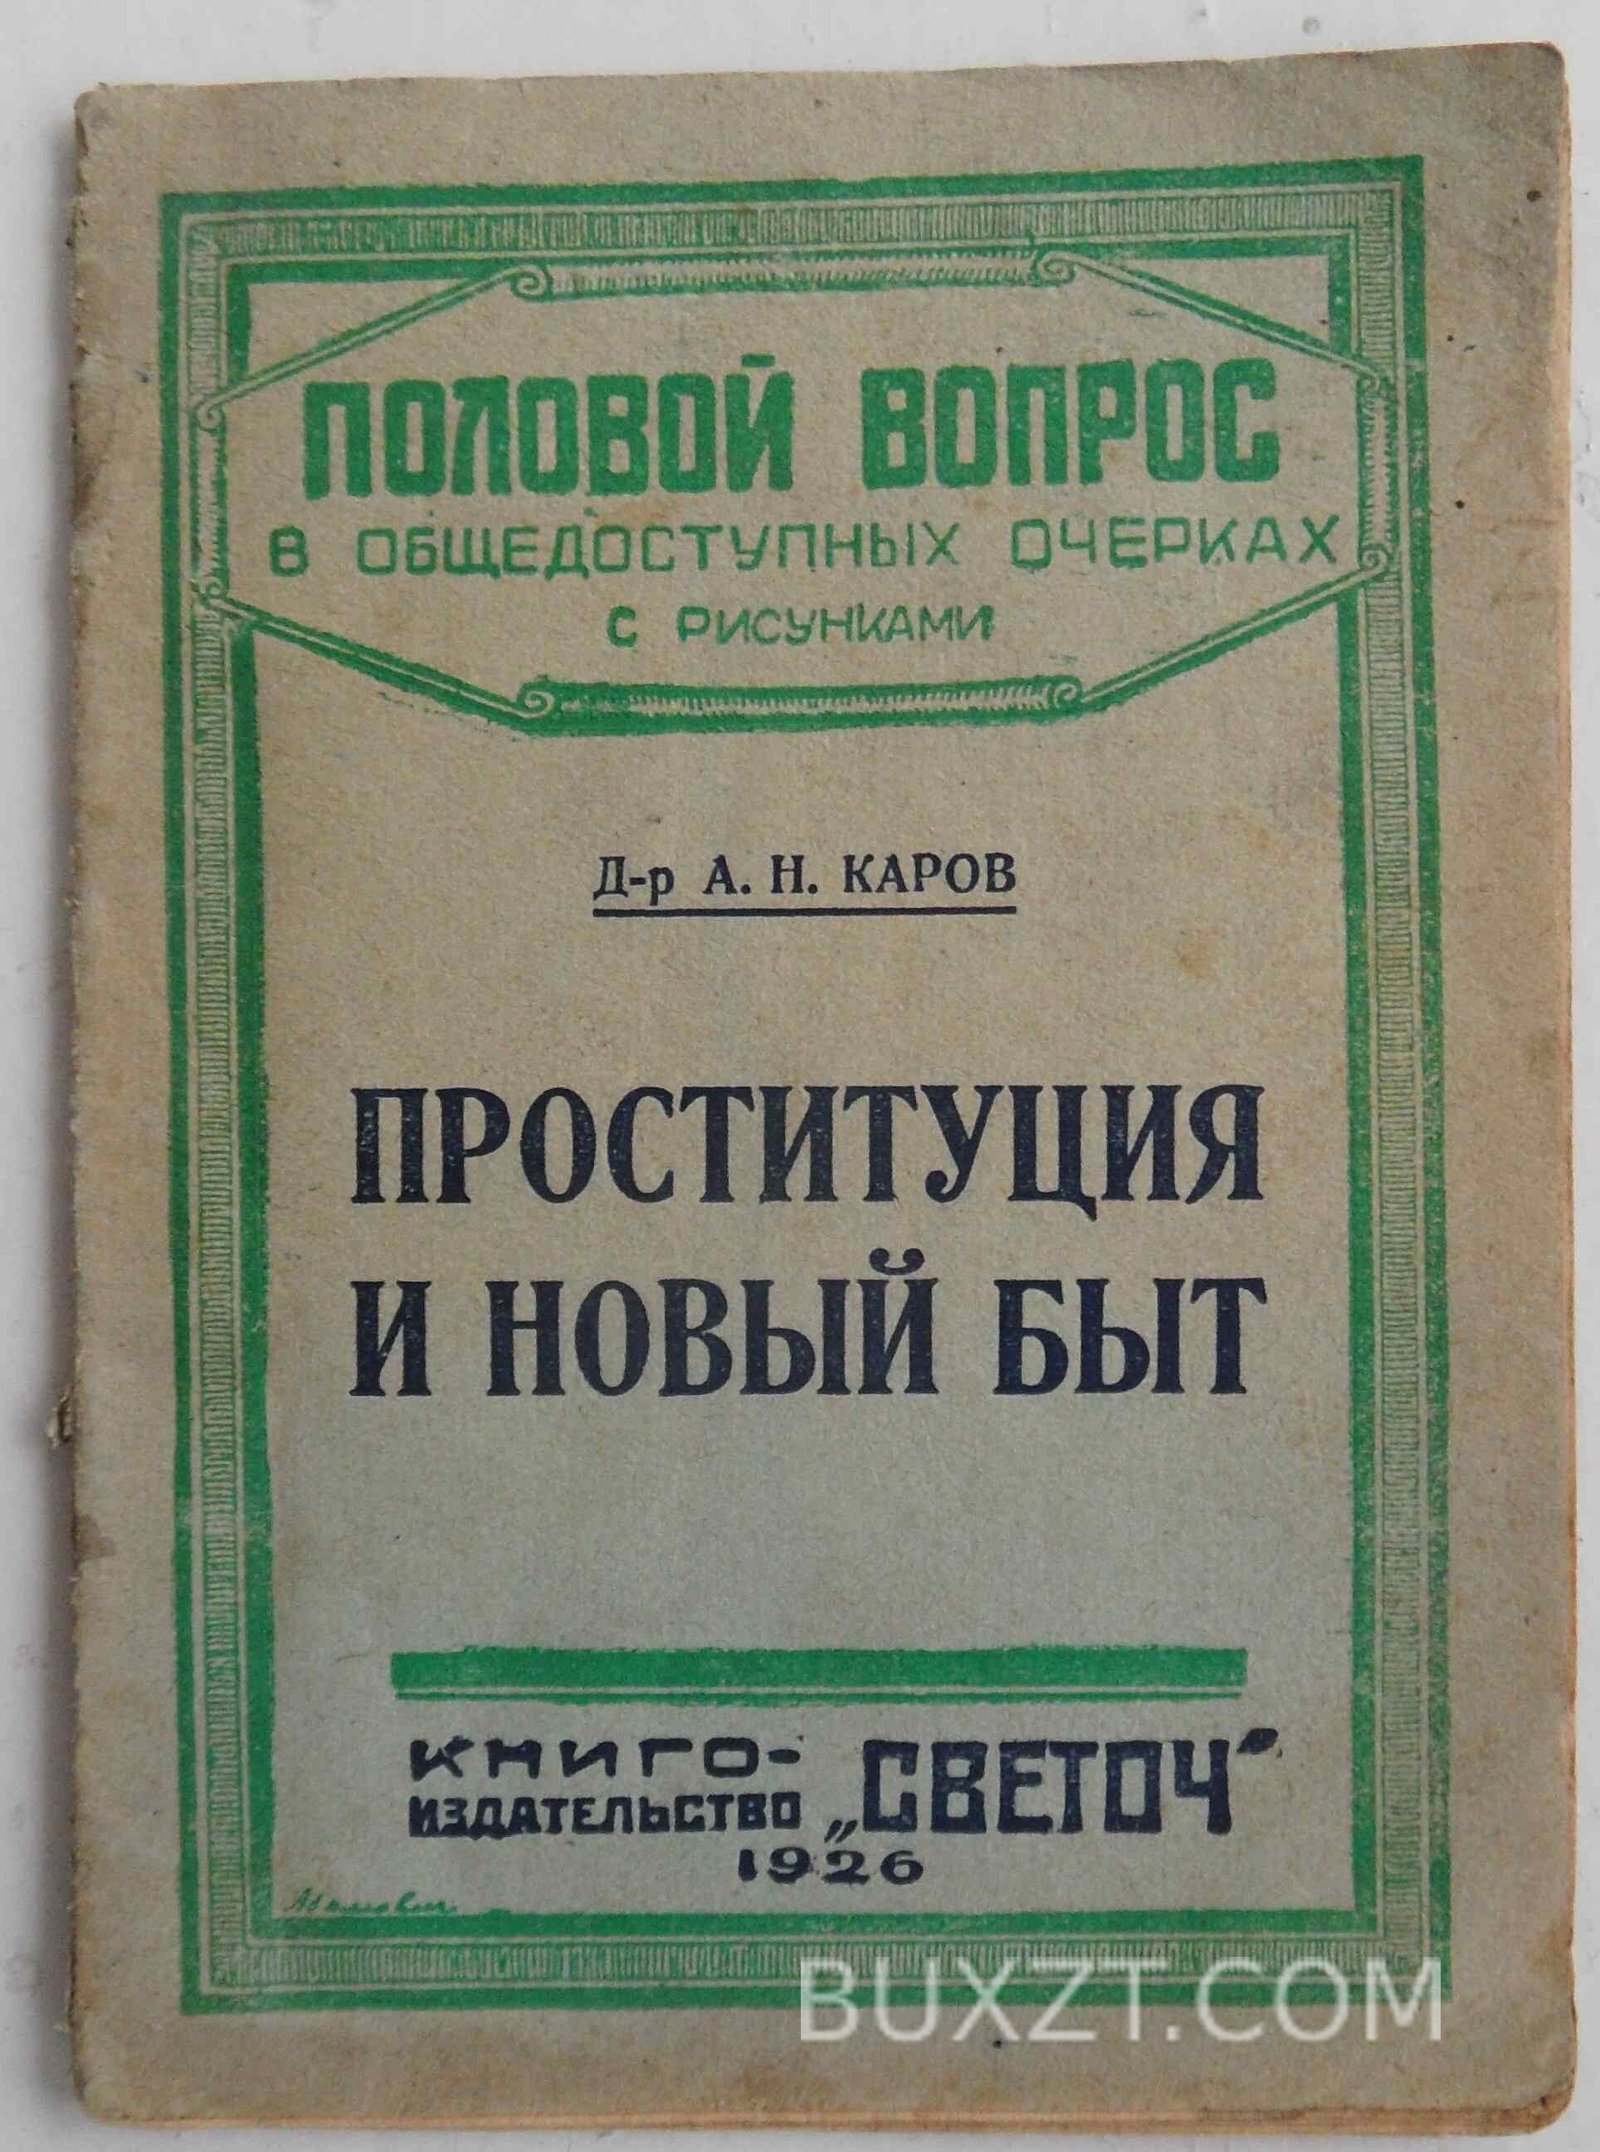 ПОЛОВОЙ ВОПРОС
В ОБЩЕДОСТУПНЫХ ОЧЕРКАХ
С РИСУНКАМИ
Д-р А. Н. КАРОВ
ПРОСТИТУЦИЯ
И НОВЫЙ БЫТ
КНИГО-
ИЗДАТЕЛЬСТВО „СВЕТОЧ“
1926
BUXZT.COM